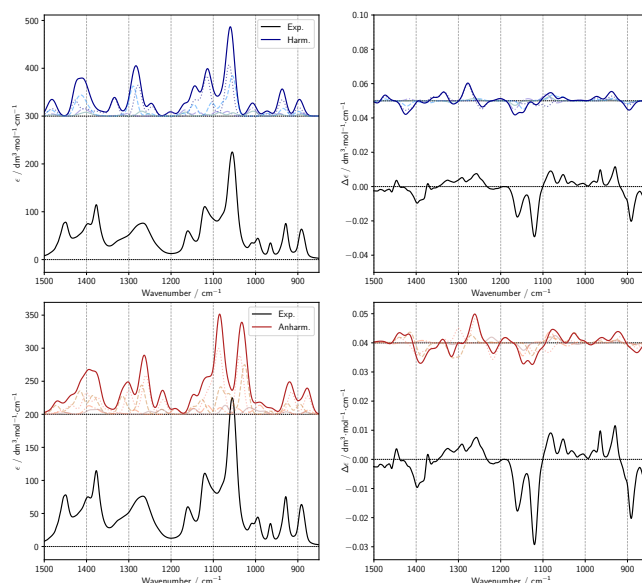 500
400
300
200
100
0
ϵ / dm³·mol⁻¹·cm⁻¹
Exp.
Harm.
1500 1400 1300 1200 1100 1000 900
Wavenumber / cm⁻¹
0.10
0.08
0.06
0.04
0.02
0.00
−0.02
−0.04
Δϵ / dm³·mol⁻¹·cm⁻¹
1500 1400 1300 1200 1100 1000 900
Wavenumber / cm⁻¹
350
300
250
200
150
100
50
0
ϵ / dm³·mol⁻¹·cm⁻¹
Exp.
Anharm.
1500 1400 1300 1200 1100 1000 900
Wavenumber / cm⁻¹
0.05
0.04
0.03
0.02
0.01
0.00
−0.01
−0.02
−0.03
Δϵ / dm³·mol⁻¹·cm⁻¹
1500 1400 1300 1200 1100 1000 900
Wavenumber / cm⁻¹